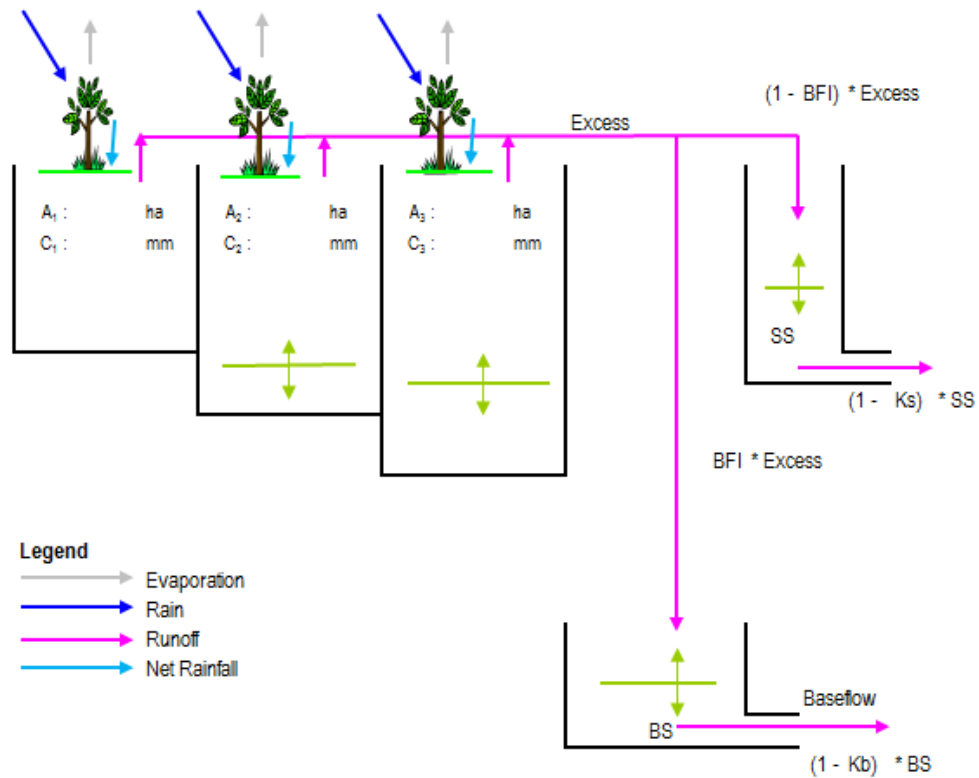 (1 - BFI) * Excess
Excess
A₁ : ha
C₁ : mm
A₂ : ha
C₂ : mm
A₃ : ha
C₃ : mm
SS
(1 - Ks) * SS
BFI * Excess
Legend
Evaporation
Rain
Runoff
Net Rainfall
Baseflow
BS
(1 - Kb) * BS